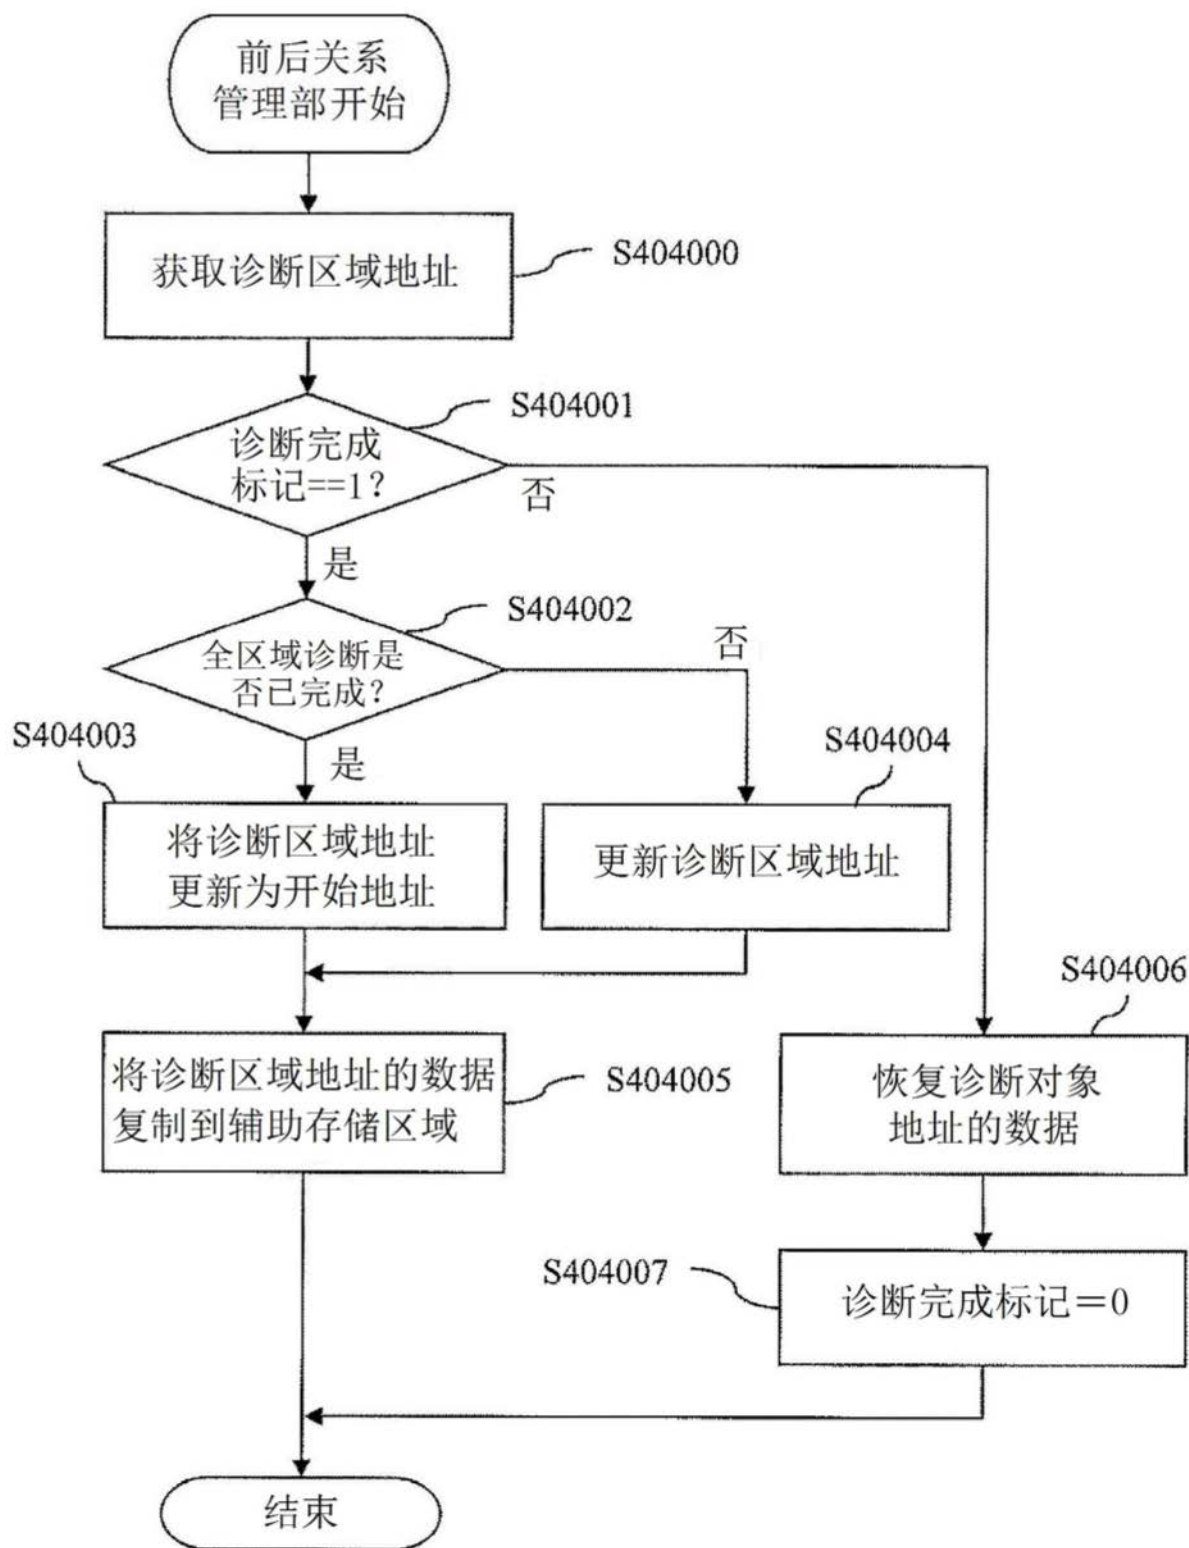 前后关系
管理部开始
获取诊断区域地址
S404000
S404001
诊断完成
标记==1？
否
是
S404002
全区域诊断是
否已完成？
否
是
S404003
将诊断区域地址
更新为开始地址
S404004
更新诊断区域地址
将诊断区域地址的数据
复制到辅助存储区域
S404005
S404006
恢复诊断对象
地址的数据
S404007
诊断完成标记＝0
结束